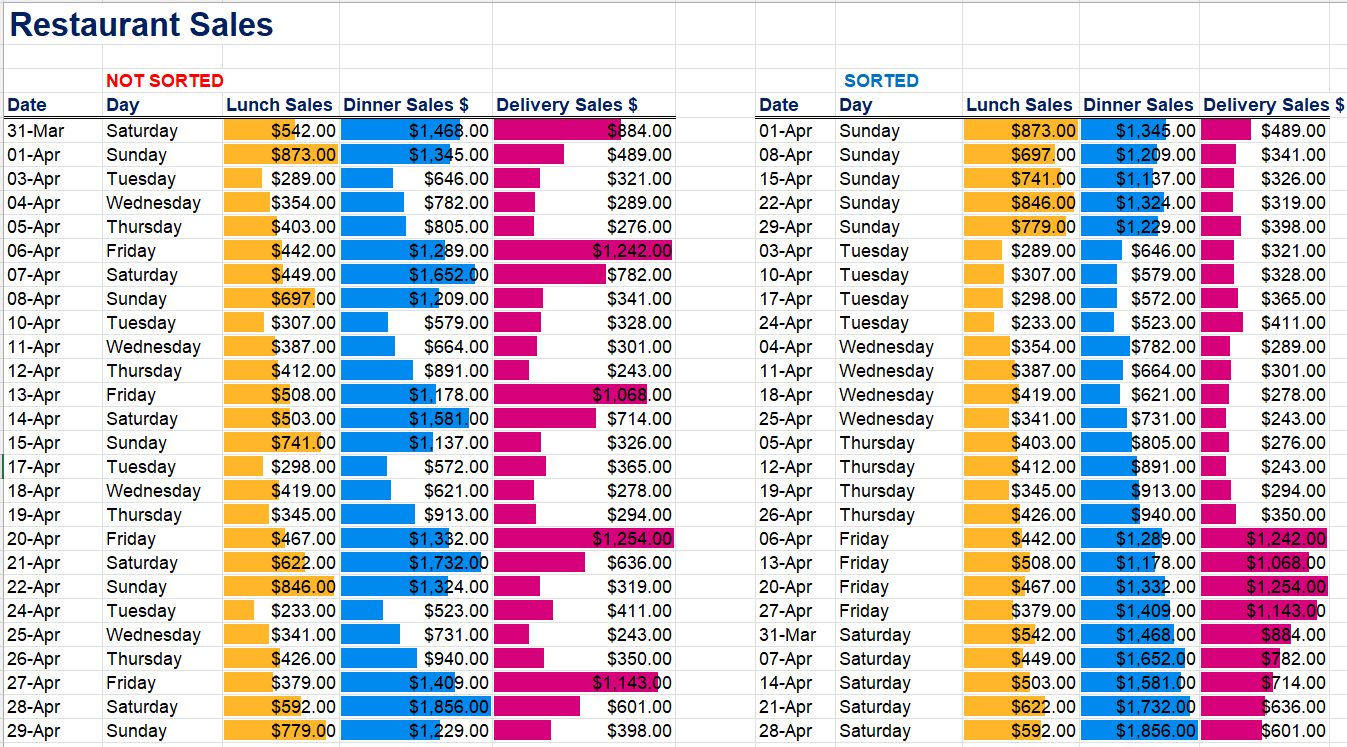 Restaurant Sales
NOT SORTED SORTED
Date Day Lunch Sales Dinner Sales $ Delivery Sales $ Date Day Lunch Sales Dinner Sales Delivery Sales $
31-Mar Saturday $542.00 $1,468.00 $884.00 01-Apr Sunday $873.00 $1,345.00 $489.00
01-Apr Sunday $873.00 $1,345.00 $489.00 08-Apr Sunday $697.00 $1,209.00 $341.00
03-Apr Tuesday $289.00 $646.00 $321.00 15-Apr Sunday $741.00 $1,137.00 $326.00
04-Apr Wednesday $354.00 $782.00 $289.00 22-Apr Sunday $846.00 $1,324.00 $319.00
05-Apr Thursday $403.00 $805.00 $276.00 29-Apr Sunday $779.00 $1,229.00 $398.00
06-Apr Friday $442.00 $1,289.00 $1,242.00 03-Apr Tuesday $289.00 $646.00 $321.00
07-Apr Saturday $449.00 $1,652.00 $782.00 10-Apr Tuesday $307.00 $579.00 $328.00
08-Apr Sunday $697.00 $1,209.00 $341.00 17-Apr Tuesday $298.00 $572.00 $365.00
10-Apr Tuesday $307.00 $579.00 $328.00 24-Apr Tuesday $233.00 $523.00 $411.00
11-Apr Wednesday $387.00 $664.00 $301.00 04-Apr Wednesday $354.00 $782.00 $289.00
12-Apr Thursday $412.00 $891.00 $243.00 11-Apr Wednesday $387.00 $664.00 $301.00
13-Apr Friday $508.00 $1,178.00 $1,068.00 18-Apr Wednesday $419.00 $621.00 $278.00
14-Apr Saturday $503.00 $1,581.00 $714.00 25-Apr Wednesday $341.00 $731.00 $243.00
15-Apr Sunday $741.00 $1,137.00 $326.00 05-Apr Thursday $403.00 $805.00 $276.00
17-Apr Tuesday $298.00 $572.00 $365.00 12-Apr Thursday $412.00 $891.00 $243.00
18-Apr Wednesday $419.00 $621.00 $278.00 19-Apr Thursday $345.00 $913.00 $294.00
19-Apr Thursday $345.00 $913.00 $294.00 26-Apr Thursday $426.00 $940.00 $350.00
20-Apr Friday $467.00 $1,332.00 $1,254.00 06-Apr Friday $442.00 $1,289.00 $1,242.00
21-Apr Saturday $622.00 $1,732.00 $636.00 13-Apr Friday $508.00 $1,178.00 $1,068.00
22-Apr Sunday $846.00 $1,324.00 $319.00 20-Apr Friday $467.00 $1,332.00 $1,254.00
24-Apr Tuesday $233.00 $523.00 $411.00 27-Apr Friday $379.00 $1,409.00 $1,143.00
25-Apr Wednesday $341.00 $731.00 $243.00 31-Mar Saturday $542.00 $1,468.00 $884.00
26-Apr Thursday $426.00 $940.00 $350.00 07-Apr Saturday $449.00 $1,652.00 $782.00
27-Apr Friday $379.00 $1,409.00 $1,143.00 14-Apr Saturday $503.00 $1,581.00 $714.00
28-Apr Saturday $592.00 $1,856.00 $601.00 21-Apr Saturday $622.00 $1,732.00 $636.00
29-Apr Sunday $779.00 $1,229.00 $398.00 28-Apr Saturday $592.00 $1,856.00 $601.00